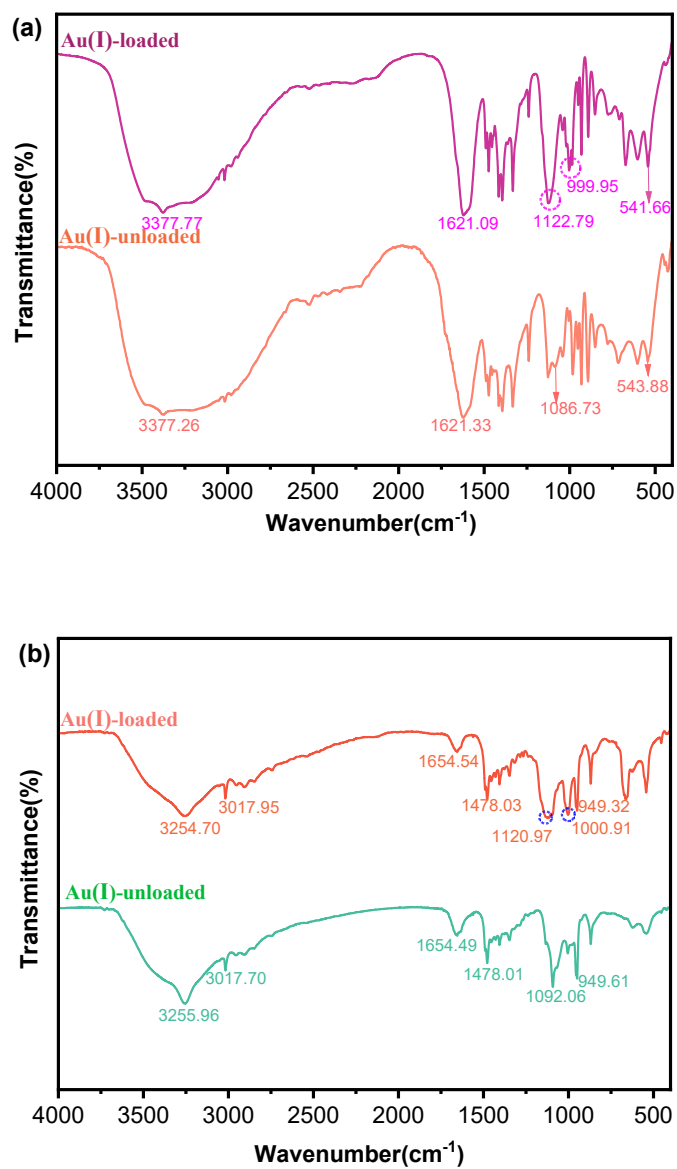 (a)
Au(I)-loaded
999.95
3377.77
1621.09
1122.79
541.66
Au(I)-unloaded
3377.26
1621.33
1086.73
543.88
Transmittance(%)
4000 3500 3000 2500 2000 1500 1000 500
Wavenumber(cm⁻¹)
(b)
Au(I)-loaded
1654.54
3017.95
1478.03
949.32
3254.70
1120.97
1000.91
Au(I)-unloaded
1654.49
3017.70
1478.01
949.61
3255.96
1092.06
Transmittance(%)
4000 3500 3000 2500 2000 1500 1000 500
Wavenumber(cm⁻¹)